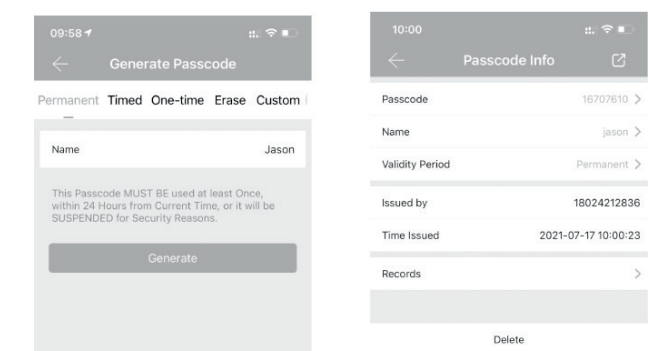 09:58
Generate Passcode
Permanent Timed One-time Erase Custom
Name Jason
This Passcode MUST BE used at least Once,
within 24 Hours from Current Time, or it will be
SUSPENDED for Security Reasons.
Generate
10:00
Passcode Info
Passcode 16707610
Name jason
Validity Period Permanent
Issued by 18024212836
Time Issued 2021-07-17 10:00:23
Records
Delete